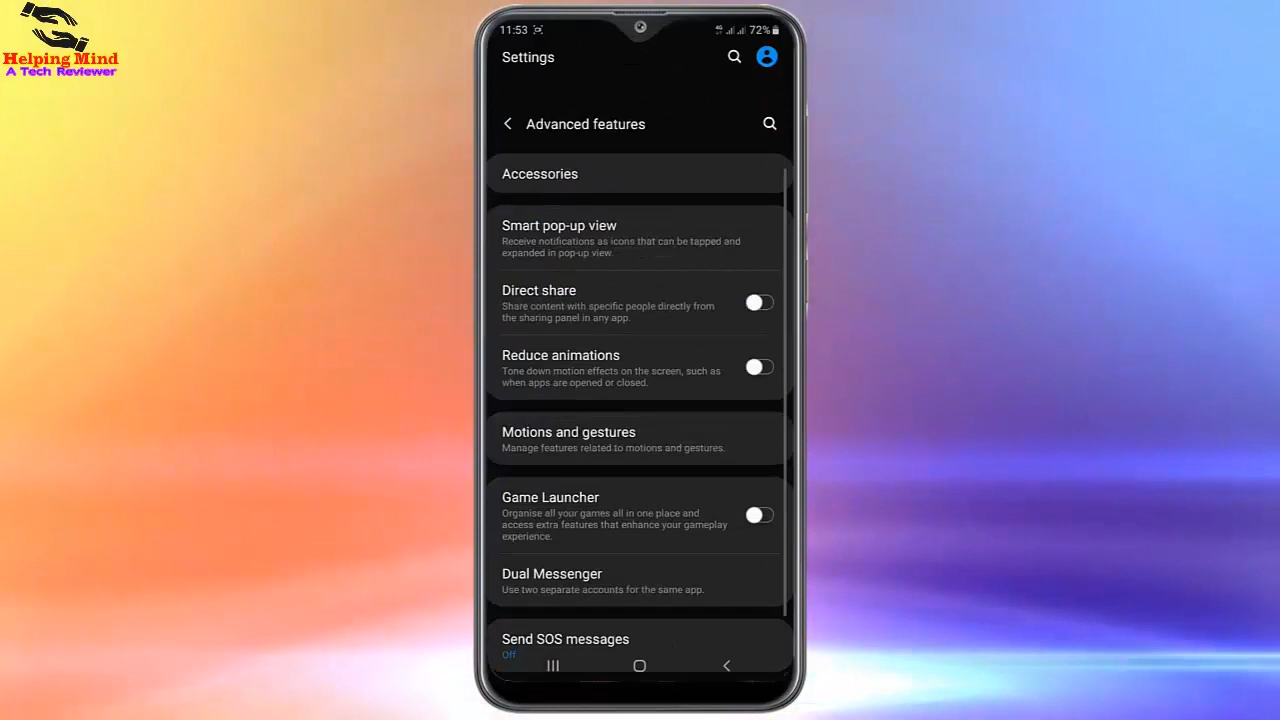 Helping Mind
A Tech Reviewer
11:53
72%
Settings
Advanced features
Accessories
Smart pop-up view
Receive notifications as icons that can be tapped and
expanded in pop-up view.
Direct share
Share content with specific people directly from
the sharing panel in any app.
Reduce animations
Tone down motion effects on the screen, such as
when apps are opened or closed.
Motions and gestures
Manage features related to motions and gestures.
Game Launcher
Organise all your games all in one place and
access extra features that enhance your gameplay
experience.
Dual Messenger
Use two separate accounts for the same app.
Send SOS messages
Off